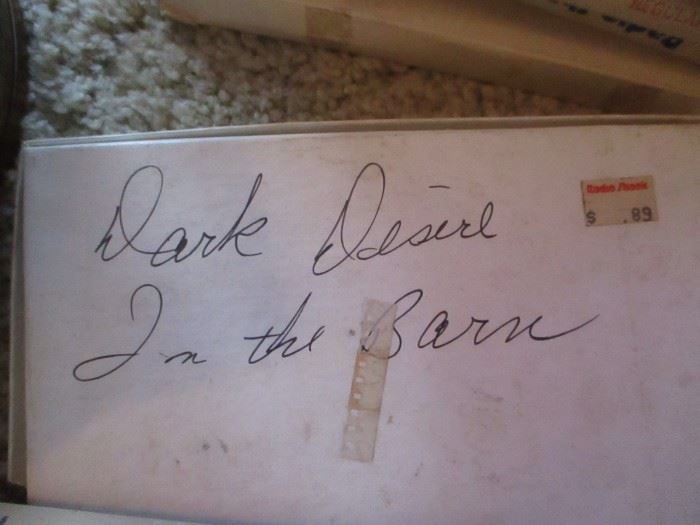 Dark Desire
In the Barn
Radio Shack
$ .89